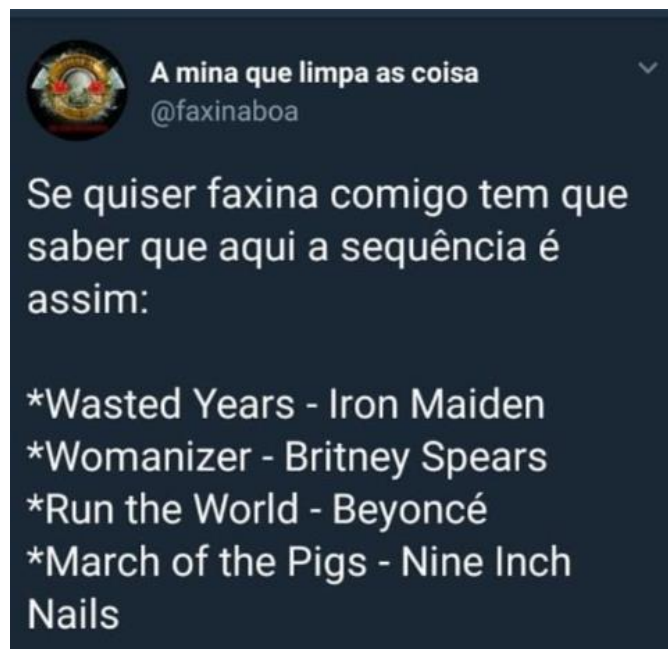 A mina que limpa as coisa
@faxinaboa
Se quiser faxina comigo tem que
saber que aqui a sequência é
assim:
*Wasted Years - Iron Maiden
*Womanizer - Britney Spears
*Run the World - Beyoncé
*March of the Pigs - Nine Inch
Nails